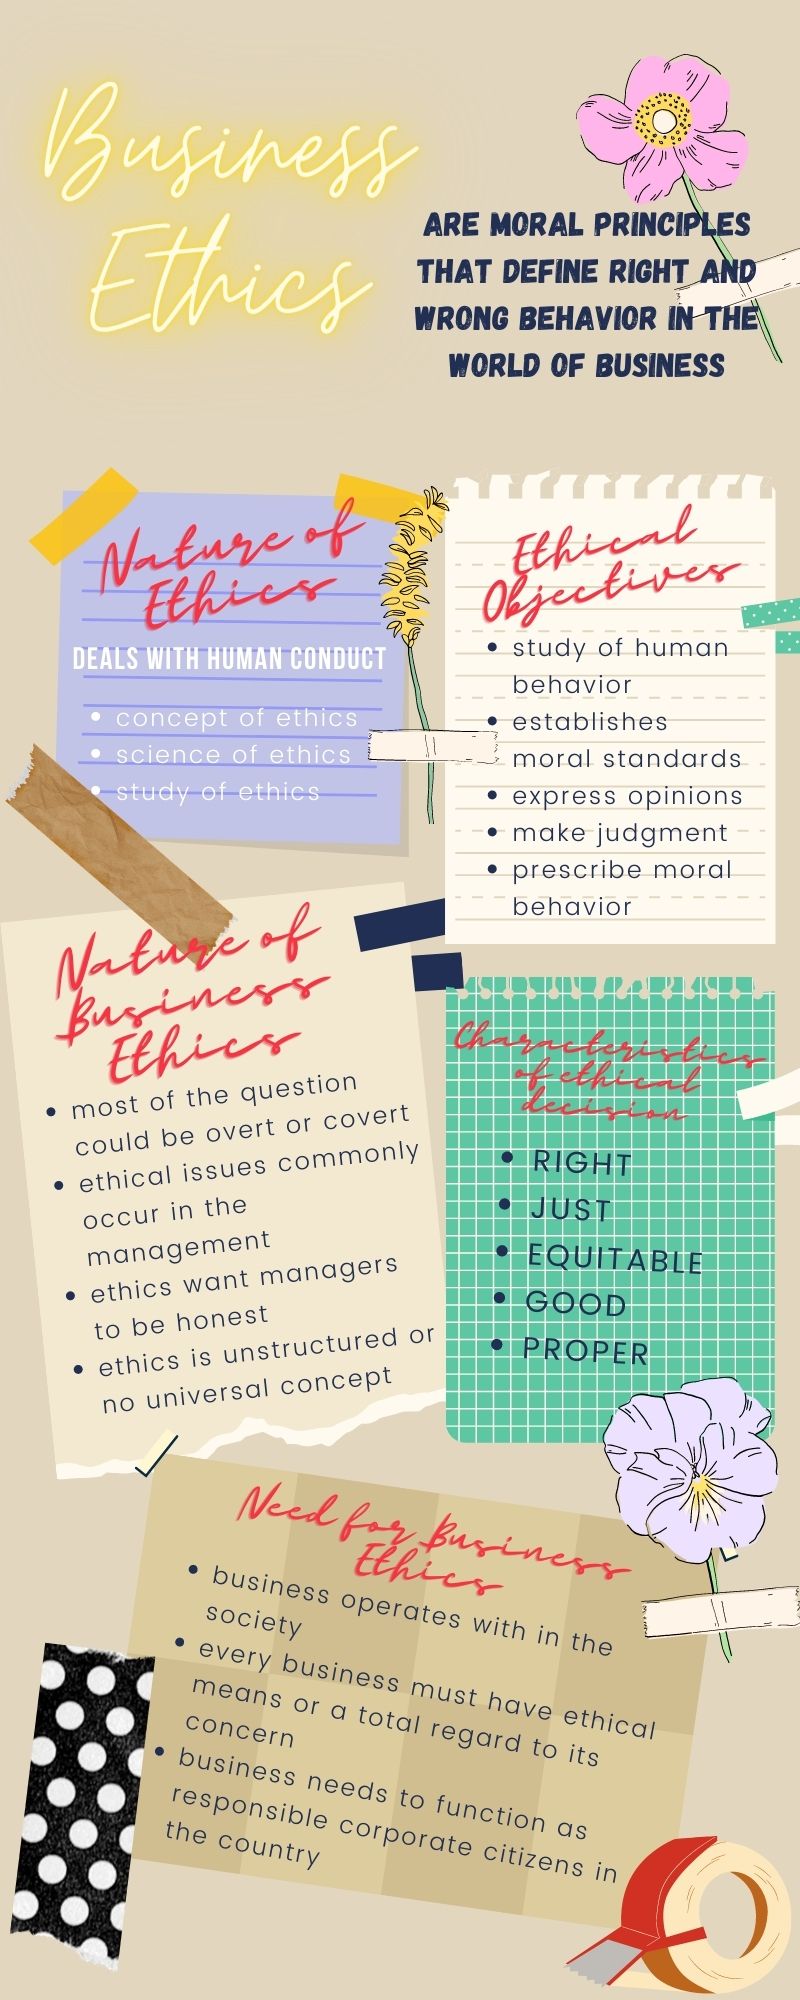 Business
Ethics
ARE MORAL PRINCIPLES
THAT DEFINE RIGHT AND
WRONG BEHAVIOR IN THE
WORLD OF BUSINESS
Nature of
Ethics
DEALS WITH HUMAN CONDUCT
• concept of ethics
• science of ethics
• study of ethics
Ethical
Objectives
• study of human
behavior
• establishes
• moral standards
• express opinions
• make judgment
• prescribe moral
behavior
Nature of
Business
Ethics
• most of the question
could be overt or covert
• ethical issues commonly
occur in the
management
• ethics want managers
to be honest
• ethics is unstructured or
no universal concept
Characteristics
of ethical
decision
• RIGHT
• JUST
• EQUITABLE
• GOOD
• PROPER
Need for Business
Ethics
• business operates with in the
society
• every business must have ethical
means or a total regard to its
concern
• business needs to function as
responsible corporate citizens in
the country